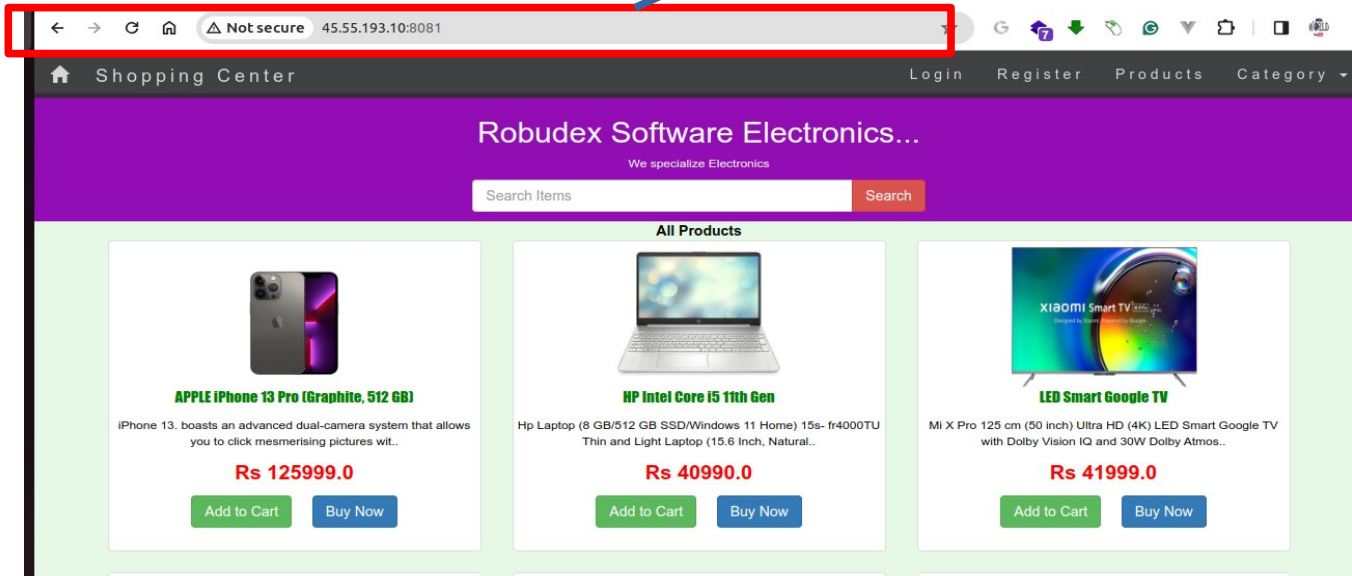 Not secure 45.55.193.10:8081
G 7 G
Shopping Center Login Register Products Category
Robudex Software Electronics...
We specialize Electronics
Search Items Search
All Products
XIAOMI Smart TV
APPLE iPhone 13 Pro (Graphite, 512 GB)
iPhone 13. boasts an advanced dual-camera system that allows
you to click mesmerising pictures wit..
Rs 125999.0
Add to Cart Buy Now
HP Intel Core i5 11th Gen
Hp Laptop (8 GB/512 GB SSD/Windows 11 Home) 15s- fr4000TU
Thin and Light Laptop (15.6 Inch, Natural..
Rs 40990.0
Add to Cart Buy Now
LED Smart Google TV
Mi X Pro 125 cm (50 inch) Ultra HD (4K) LED Smart Google TV
with Dolby Vision IQ and 30W Dolby Atmos..
Rs 41999.0
Add to Cart Buy Now